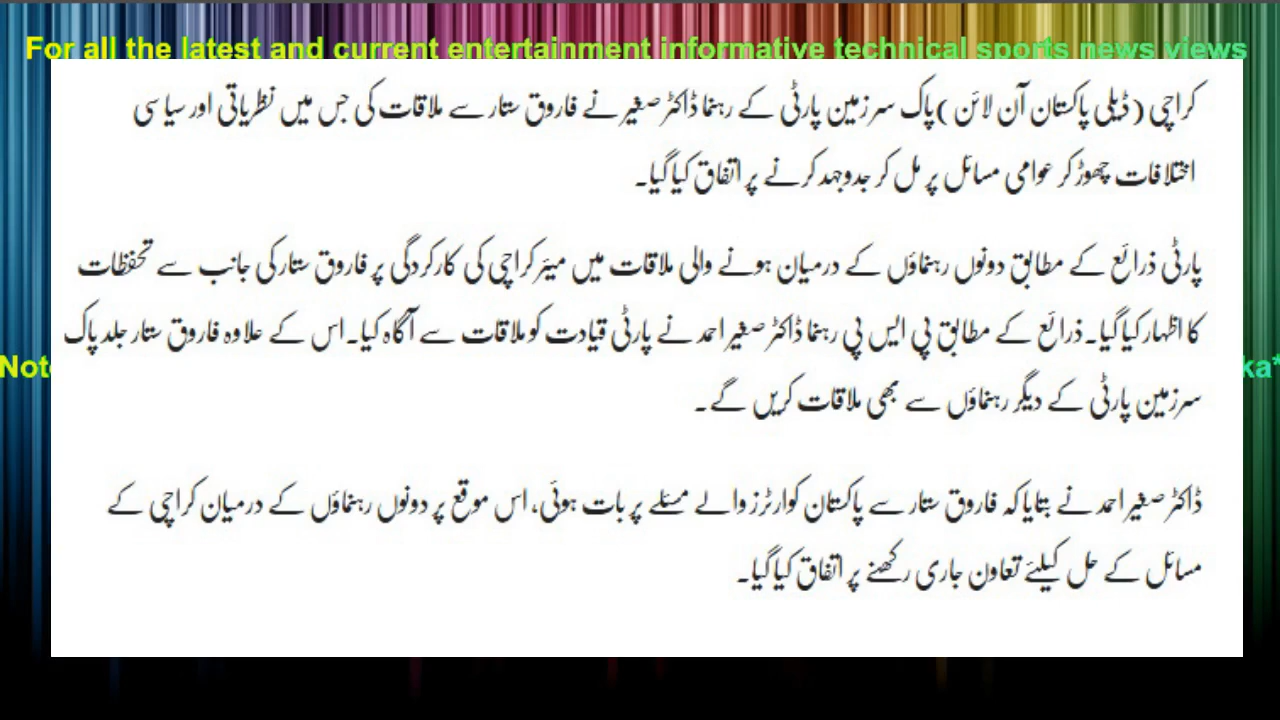 For all the latest and current entertainment informative technical sports news views
کراچی (ڈیلی پاکستان آن لائن)پاک سرزمین پارٹی کے رہنما ڈاکٹر صغیر نے فاروق ستار سے ملاقات کی جس میں نظریاتی اور سیاسی
اختلافات چھوڑ کر عوامی مسائل پر مل کر جدوجہد کرنے پر اتفاق کیا گیا۔
پارٹی ذرائع کے مطابق دونوں رہنماؤں کے درمیان ہونے والی ملاقات میں میئر کراچی کی کارکردگی پر فاروق ستار کی جانب سے تحفظات
کا اظہار کیا گیا۔ذرائع کے مطابق پی ایس پی رہنما ڈاکٹر صغیر احمد نے پارٹی قیادت کو ملاقات سے آگاہ کیا۔اس کے علاوہ فاروق ستار جلد پاک
سرزمین پارٹی کے دیگر رہنماؤں سے بھی ملاقات کریں گے۔
ڈاکٹر صغیر احمد نے بتایا کہ فاروق ستار سے پاکستان کوارٹرز والے مسئلے پر بات ہوئی، اس موقع پر دونوں رہنماؤں کے درمیان کراچی کے
مسائل کے حل کیلئے تعاون جاری رکھنے پر اتفاق کیا گیا۔